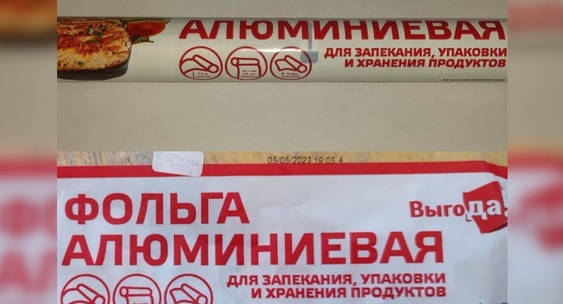 АЛЮМИНИЕВАЯ
ДЛЯ ЗАПЕКАНИЯ, УПАКОВКИ
И ХРАНЕНИЯ ПРОДУКТОВ
05/05/2023 19:05 4
ФОЛЬГА
Выгода
АЛЮМИНИЕВАЯ
ДЛЯ ЗАПЕКАНИЯ, УПАКОВКИ
И ХРАНЕНИЯ ПРОДУКТОВ